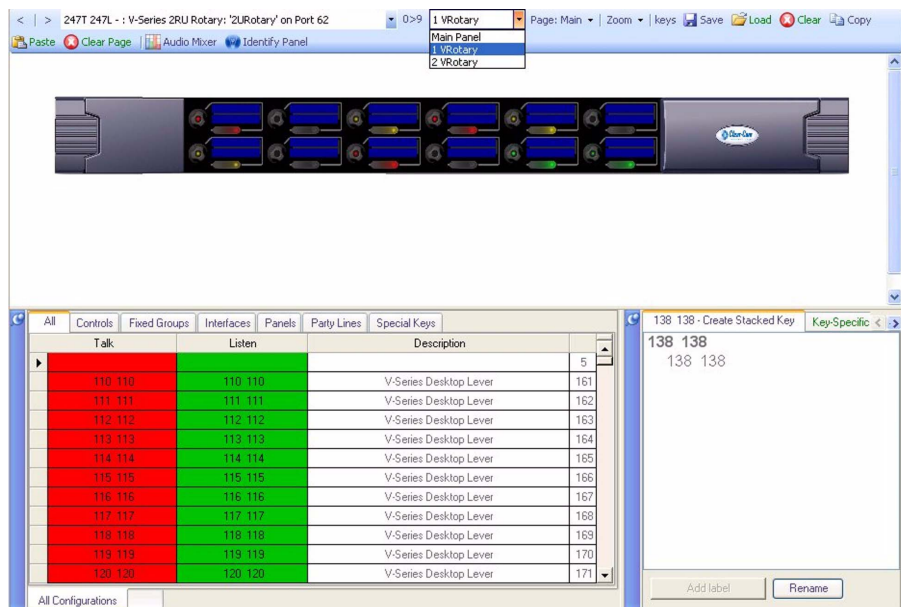 < | > 247T 247L - : V-Series 2RU Rotary: '2URotary' on Port 62 0>9 1 VRotary Page: Main | Zoom | keys Save Load Clear Copy
Main Panel
1 VRotary
2 VRotary
Paste Clear Page | Audio Mixer Identify Panel
Clear-Com
All Controls Fixed Groups Interfaces Panels Party Lines Special Keys
Talk Listen Description
5
110 110 110 110 V-Series Desktop Lever 161
111 111 111 111 V-Series Desktop Lever 162
112 112 112 112 V-Series Desktop Lever 163
113 113 113 113 V-Series Desktop Lever 164
114 114 114 114 V-Series Desktop Lever 165
115 115 115 115 V-Series Desktop Lever 166
116 116 116 116 V-Series Desktop Lever 167
117 117 117 117 V-Series Desktop Lever 168
118 118 118 118 V-Series Desktop Lever 169
119 119 119 119 V-Series Desktop Lever 170
120 120 120 120 V-Series Desktop Lever 171
All Configurations
138 138 - Create Stacked Key Key-Specific < >
138 138
138 138
Add label Rename